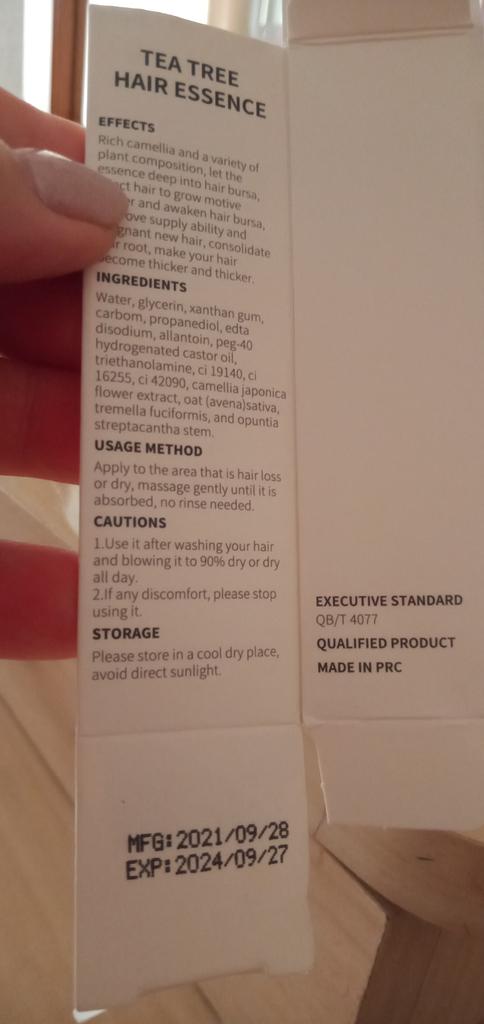 TEA TREE
HAIR ESSENCE
EFFECTS
Rich camellia and a variety of
plant composition, let the
essence deep into hair bursa,
hair to grow motive
and awaken hair bursa,
supply ability and
new hair, consolidate
root, make your hair
become thicker and thicker.
INGREDIENTS
Water, glycerin, xanthan gum,
carbom, propanediol, edta
disodium, allantoin, peg-40
hydrogenated castor oil,
triethanolamine, ci 19140, ci
16255, ci 42090, camellia japonica
flower extract, oat (avena)sativa,
tremella fuciformis, and opuntia
streptacantha stem.
USAGE METHOD
Apply to the area that is hair loss
or dry, massage gently until it is
absorbed, no rinse needed.
CAUTIONS
1.Use it after washing your hair
and blowing it to 90% dry or dry
all day.
2.If any discomfort, please stop
using it.
STORAGE
Please store in a cool dry place,
avoid direct sunlight.
MFG:2021/09/28
EXP:2024/09/27
EXECUTIVE STANDARD
QB/T 4077
QUALIFIED PRODUCT
MADE IN PRC